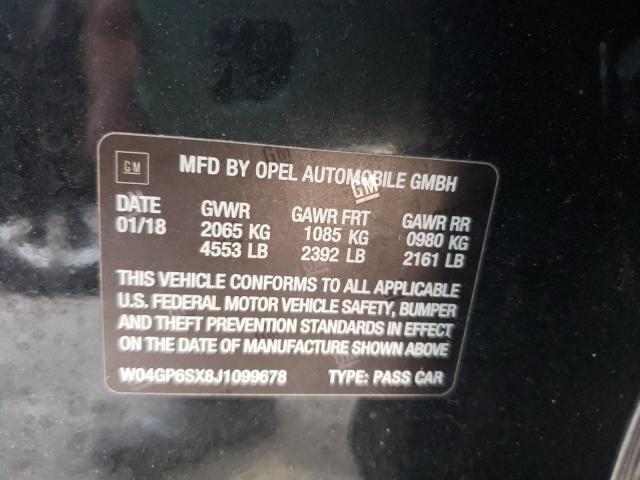 GM MFD BY OPEL AUTOMOBILE GMBH
DATE GVWR GAWR FRT GAWR RR
01/18 2065 KG 1085 KG 0980 KG
4553 LB 2392 LB 2161 LB
THIS VEHICLE CONFORMS TO ALL APPLICABLE
U.S. FEDERAL MOTOR VEHICLE SAFETY, BUMPER
AND THEFT PREVENTION STANDARDS IN EFFECT
ON THE DATE OF MANUFACTURE SHOWN ABOVE
W04GP6SX8J1099678 TYPE: PASS CAR
GM